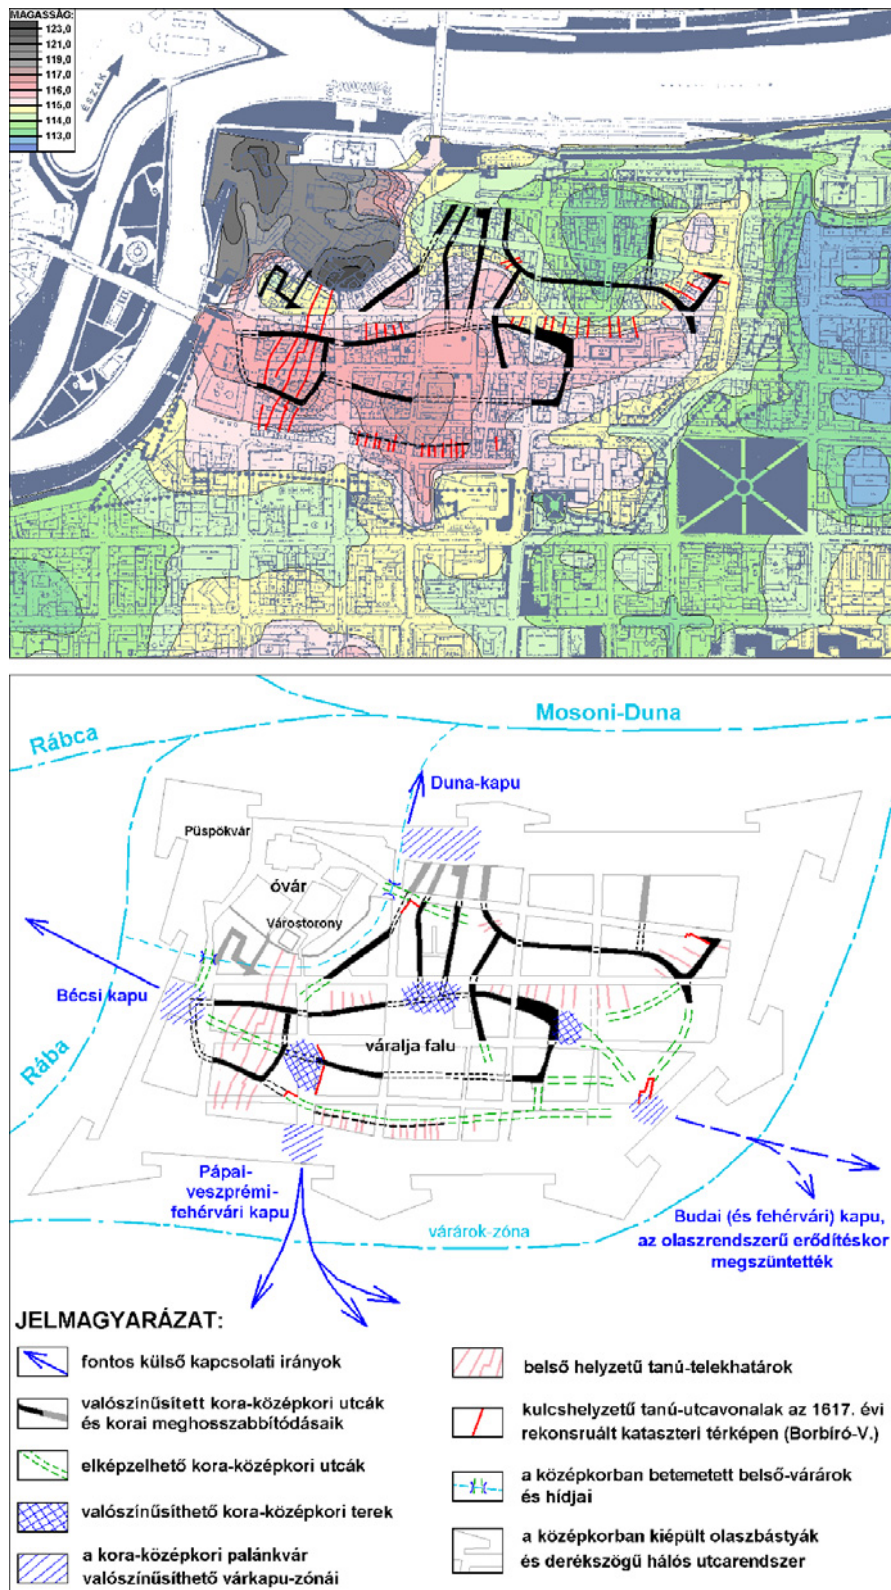 MAGASSÁG:
123,0
121,0
119,0
117,0
116,0
115,0
114,0
113,0
ÉSZAK
Mosoni-Duna
Rábca
Duna-kapu
Püspökvár
óvár
Várostorony
Bécsi kapu
váralja falu
Rába
Pápai-
veszprémi-
fehérvári kapu
várárok-zóna
Budai (és fehérvári) kapu,
az olaszrendszerű erődítéskor
megszüntették
JELMAGYARÁZAT:
fontos külső kapcsolati irányok
valószínűsített kora-középkori utcák
és korai meghosszabbítódásaik
elképzelhető kora-középkori utcák
valószínűsíthető kora-középkori terek
a kora-középkori palánkvár
valószínűsíthető várkapu-zónái
belső helyzetű tanú-telekhatárok
kulcshelyzetű tanú-utcavonalak az 1617. évi
rekonsruált kataszteri térképen (Borbíró-V.)
a középkorban betemetett belső-várárok
és hídjai
a középkorban kiépült olaszbástyák
és derékszögű hálós utcarendszer